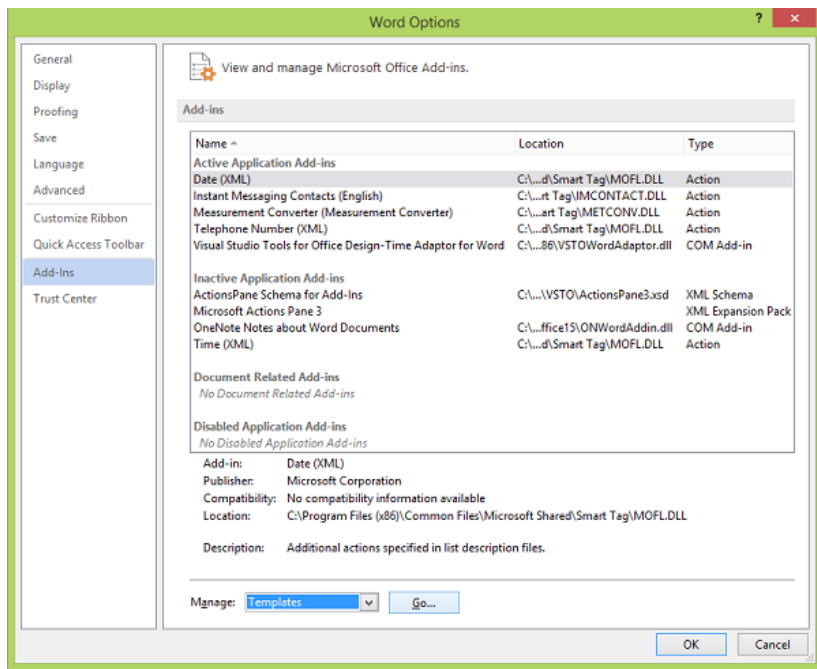 Word Options
?
×
General
Display
Proofing
Save
Language
Advanced
Customize Ribbon
Quick Access Toolbar
Add-Ins
Trust Center
View and manage Microsoft Office Add-ins.
Add-ins
Name Location Type
Active Application Add-ins
Date (XML) C:\...d\Smart Tag\MOFL.DLL Action
Instant Messaging Contacts (English) C:\...rt Tag\IMCONTACT.DLL Action
Measurement Converter (Measurement Converter) C:\...art Tag\METCONV.DLL Action
Telephone Number (XML) C:\...d\Smart Tag\MOFL.DLL Action
Visual Studio Tools for Office Design-Time Adaptor for Word C:\...86\VSTOWordAdaptor.dll COM Add-in
Inactive Application Add-ins
ActionsPane Schema for Add-Ins C:\...\VSTO\ActionsPane3.xsd XML Schema
Microsoft Actions Pane 3 XML Expansion Pack
OneNote Notes about Word Documents C:\...ffice15\ONWordAddin.dll COM Add-in
Time (XML) C:\...d\Smart Tag\MOFL.DLL Action
Document Related Add-ins
No Document Related Add-ins
Disabled Application Add-ins
No Disabled Application Add-ins
Add-in: Date (XML)
Publisher: Microsoft Corporation
Compatibility: No compatibility information available
Location: C:\Program Files (x86)\Common Files\Microsoft Shared\Smart Tag\MOFL.DLL
Description: Additional actions specified in list description files.
Manage: Templates Go...
OK Cancel